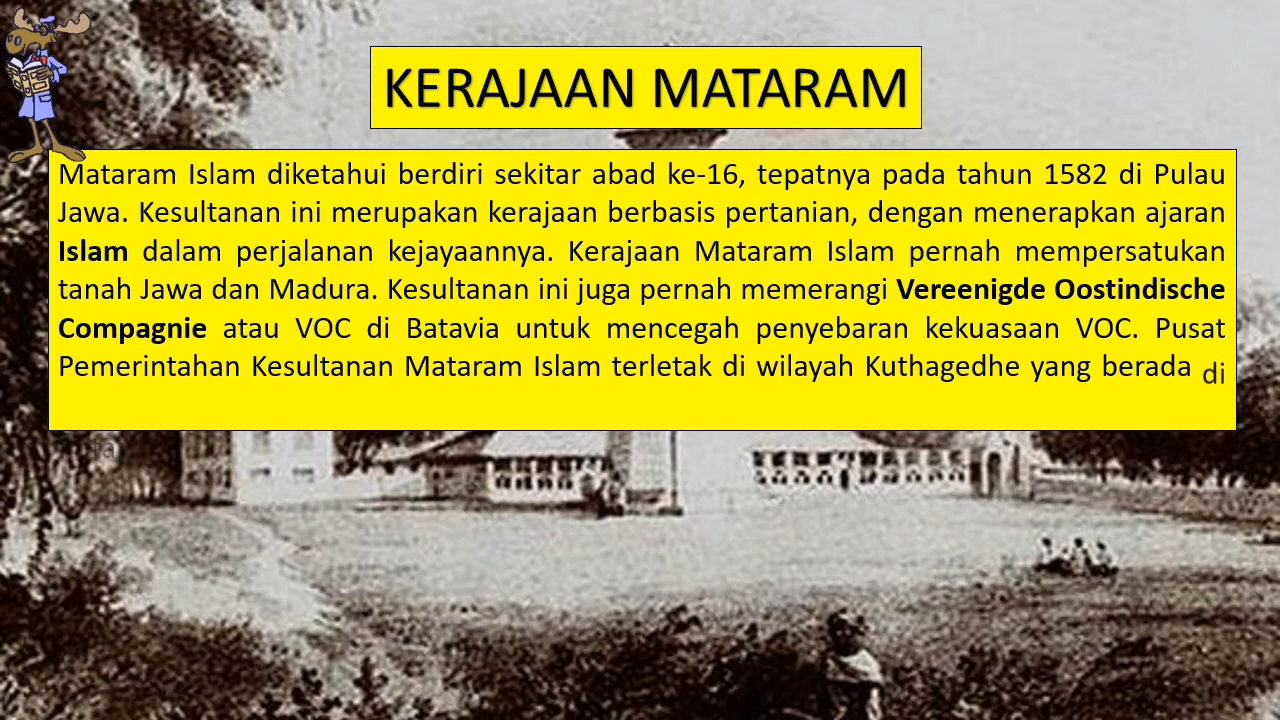 KERAJAAN MATARAM
Mataram Islam diketahui berdiri sekitar abad ke-16, tepatnya pada tahun 1582 di Pulau
Jawa. Kesultanan ini merupakan kerajaan berbasis pertanian, dengan menerapkan ajaran
Islam dalam perjalanan kejayaannya. Kerajaan Mataram Islam pernah mempersatukan
tanah Jawa dan Madura. Kesultanan ini juga pernah memerangi Vereenigde Oostindische
Compagnie atau VOC di Batavia untuk mencegah penyebaran kekuasaan VOC. Pusat
Pemerintahan Kesultanan Mataram Islam terletak di wilayah Kuthagedhe yang berada di